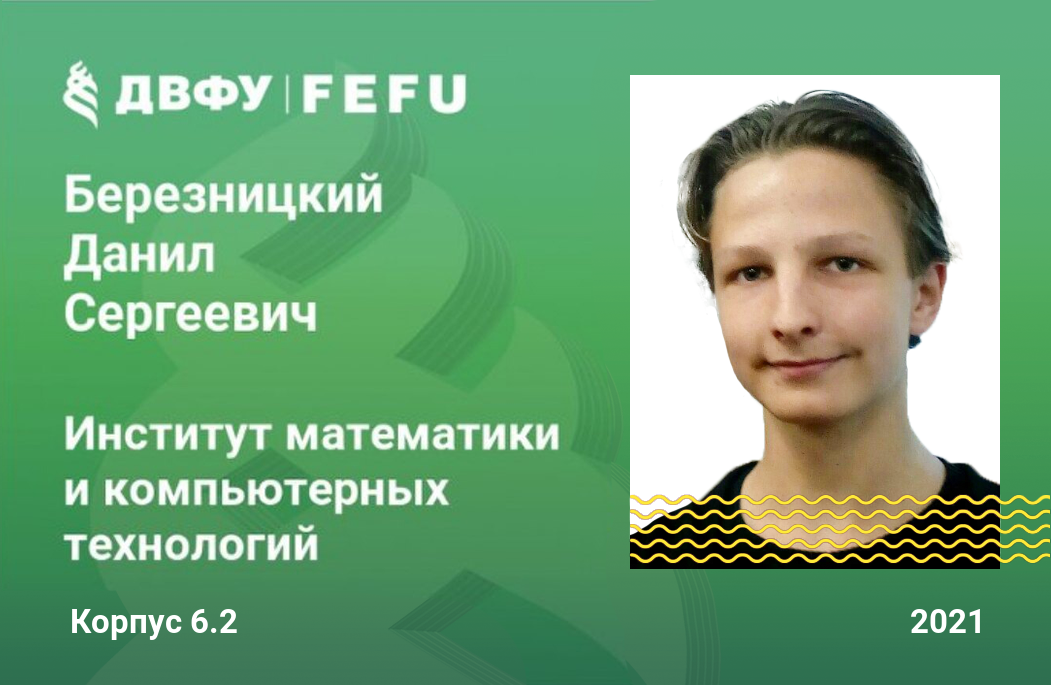 ДВФУ | FEFU
Березницкий
Данил
Сергеевич
Институт математики
и компьютерных
технологий
Корпус 6.2
2021